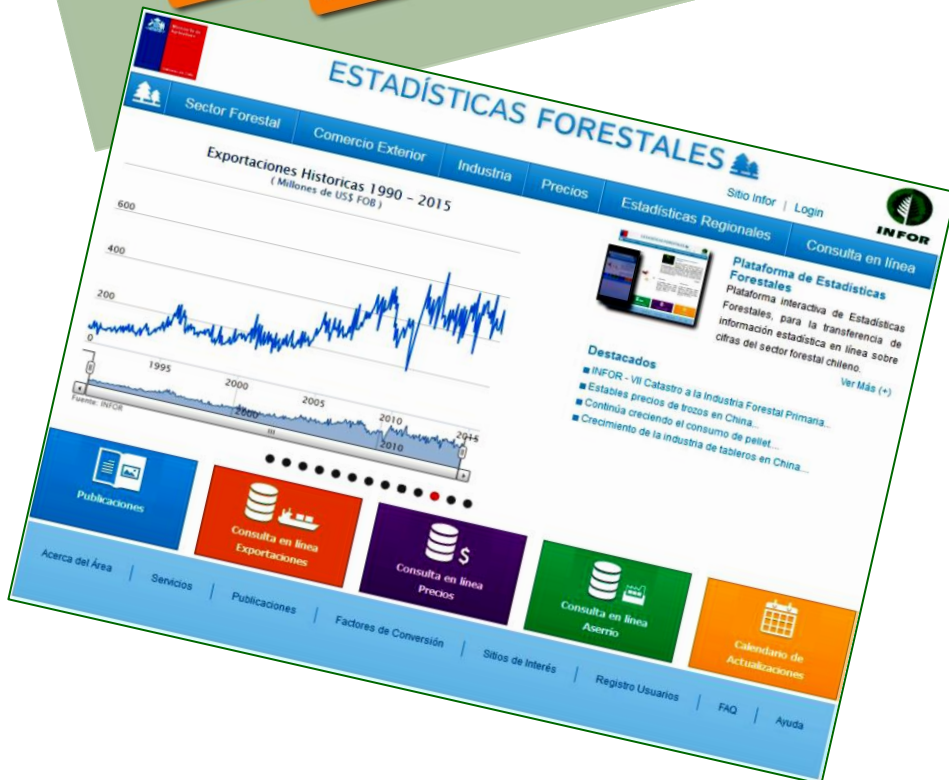 Ministerio de
Agricultura
ESTADÍSTICAS FORESTALES
Sitio Infor | Login
INFOR
Sector Forestal
Comercio Exterior
Industria
Precios
Estadísticas Regionales
Consulta en línea
Exportaciones Historicas 1990 - 2015
( Millones de US$ FOB )
600
400
200
0
1995
2000
2005
2010
2015
2000
2010
Fuente: INFOR
Plataforma de Estadísticas
Forestales
Plataforma interactiva de Estadísticas
Forestales, para la transferencia de
información estadística en línea sobre
cifras del sector forestal chileno.
Ver Más (+)
Destacados
INFOR - VII Catastro a la Industria Forestal Primaria...
Estables precios de trozos en China...
Continúa creciendo el consumo de pellet...
Crecimiento de la industria de tableros en China...
Publicaciones
Consulta en línea
Exportaciones
Consulta en línea
Precios
Consulta en línea
Aserrío
Calendario de
Actualizaciones
Acerca del Área | Servicios | Publicaciones | Factores de Conversión | Sitios de Interés | Registro Usuarios | FAQ | Ayuda